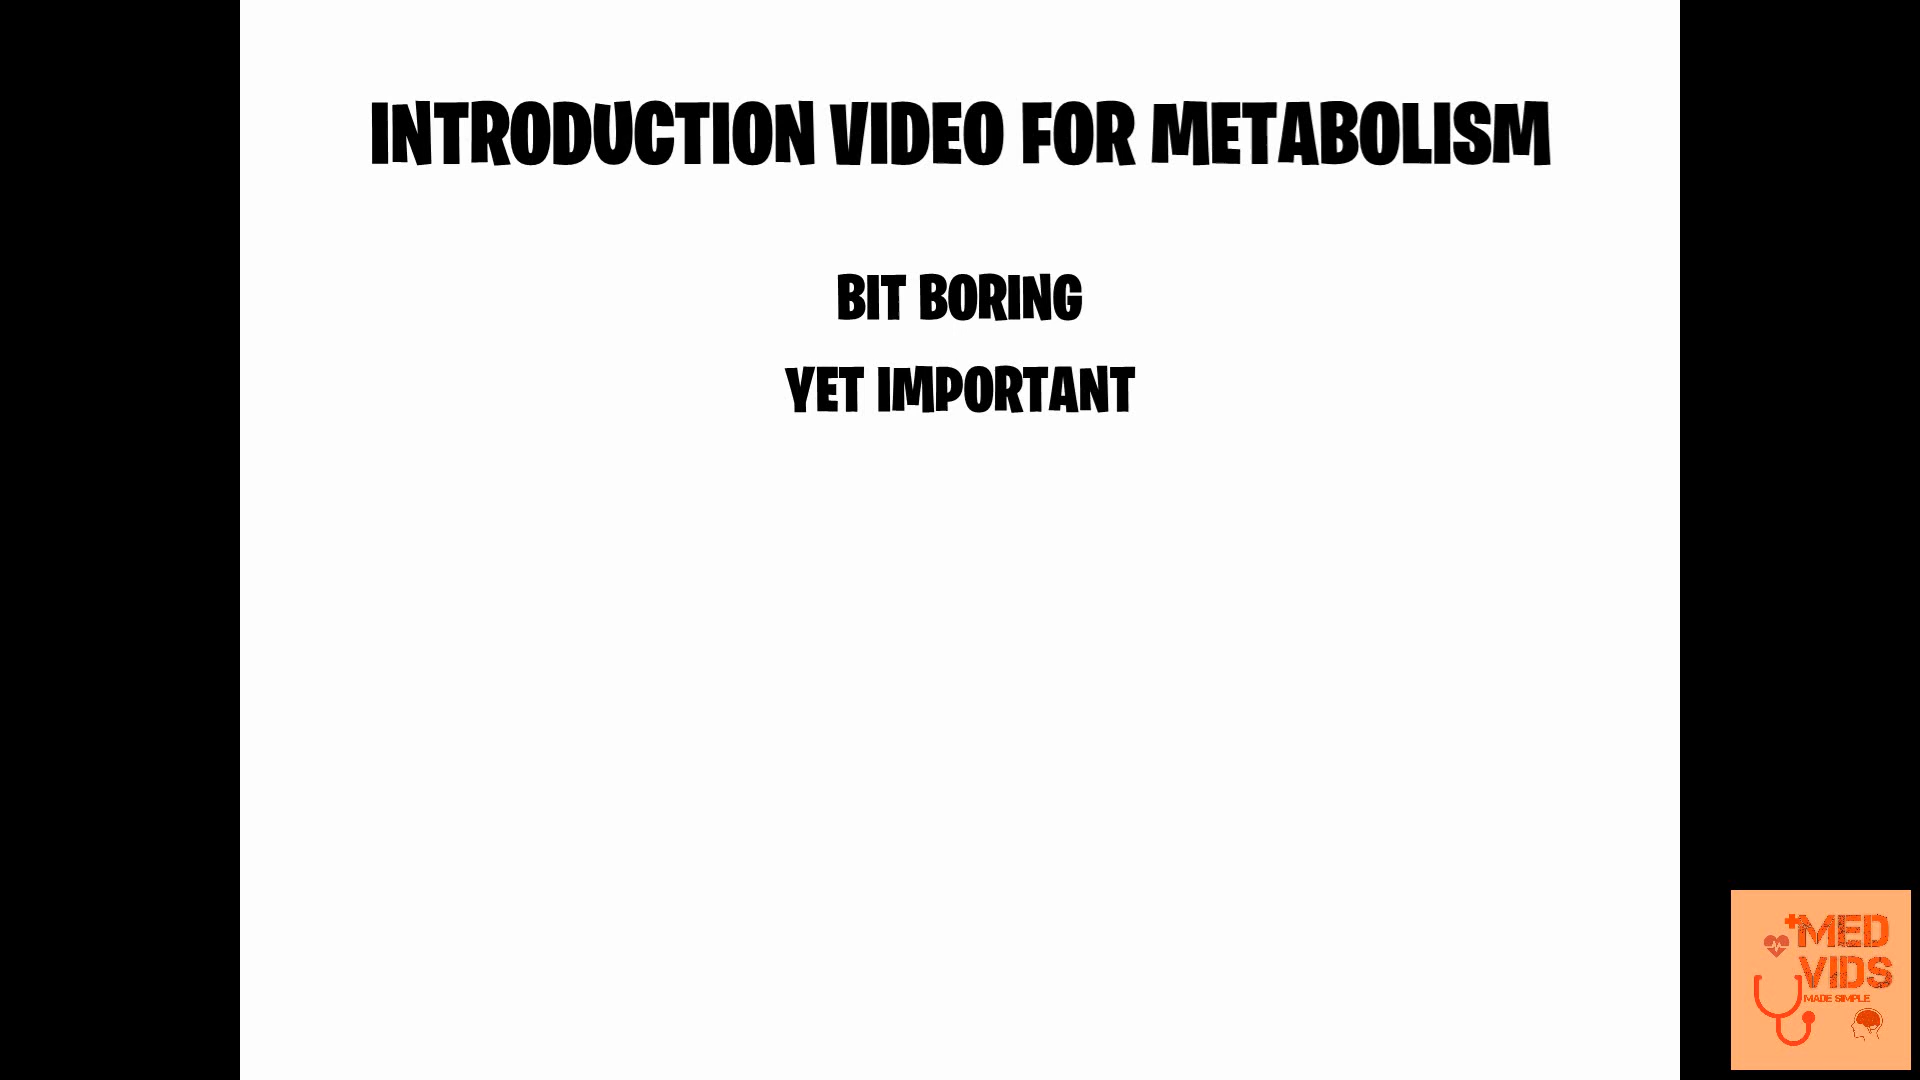 INTRODUCTION VIDEO FOR METABOLISM
BIT BORING
YET IMPORTANT
MED
VIDS
MADE SIMPLE